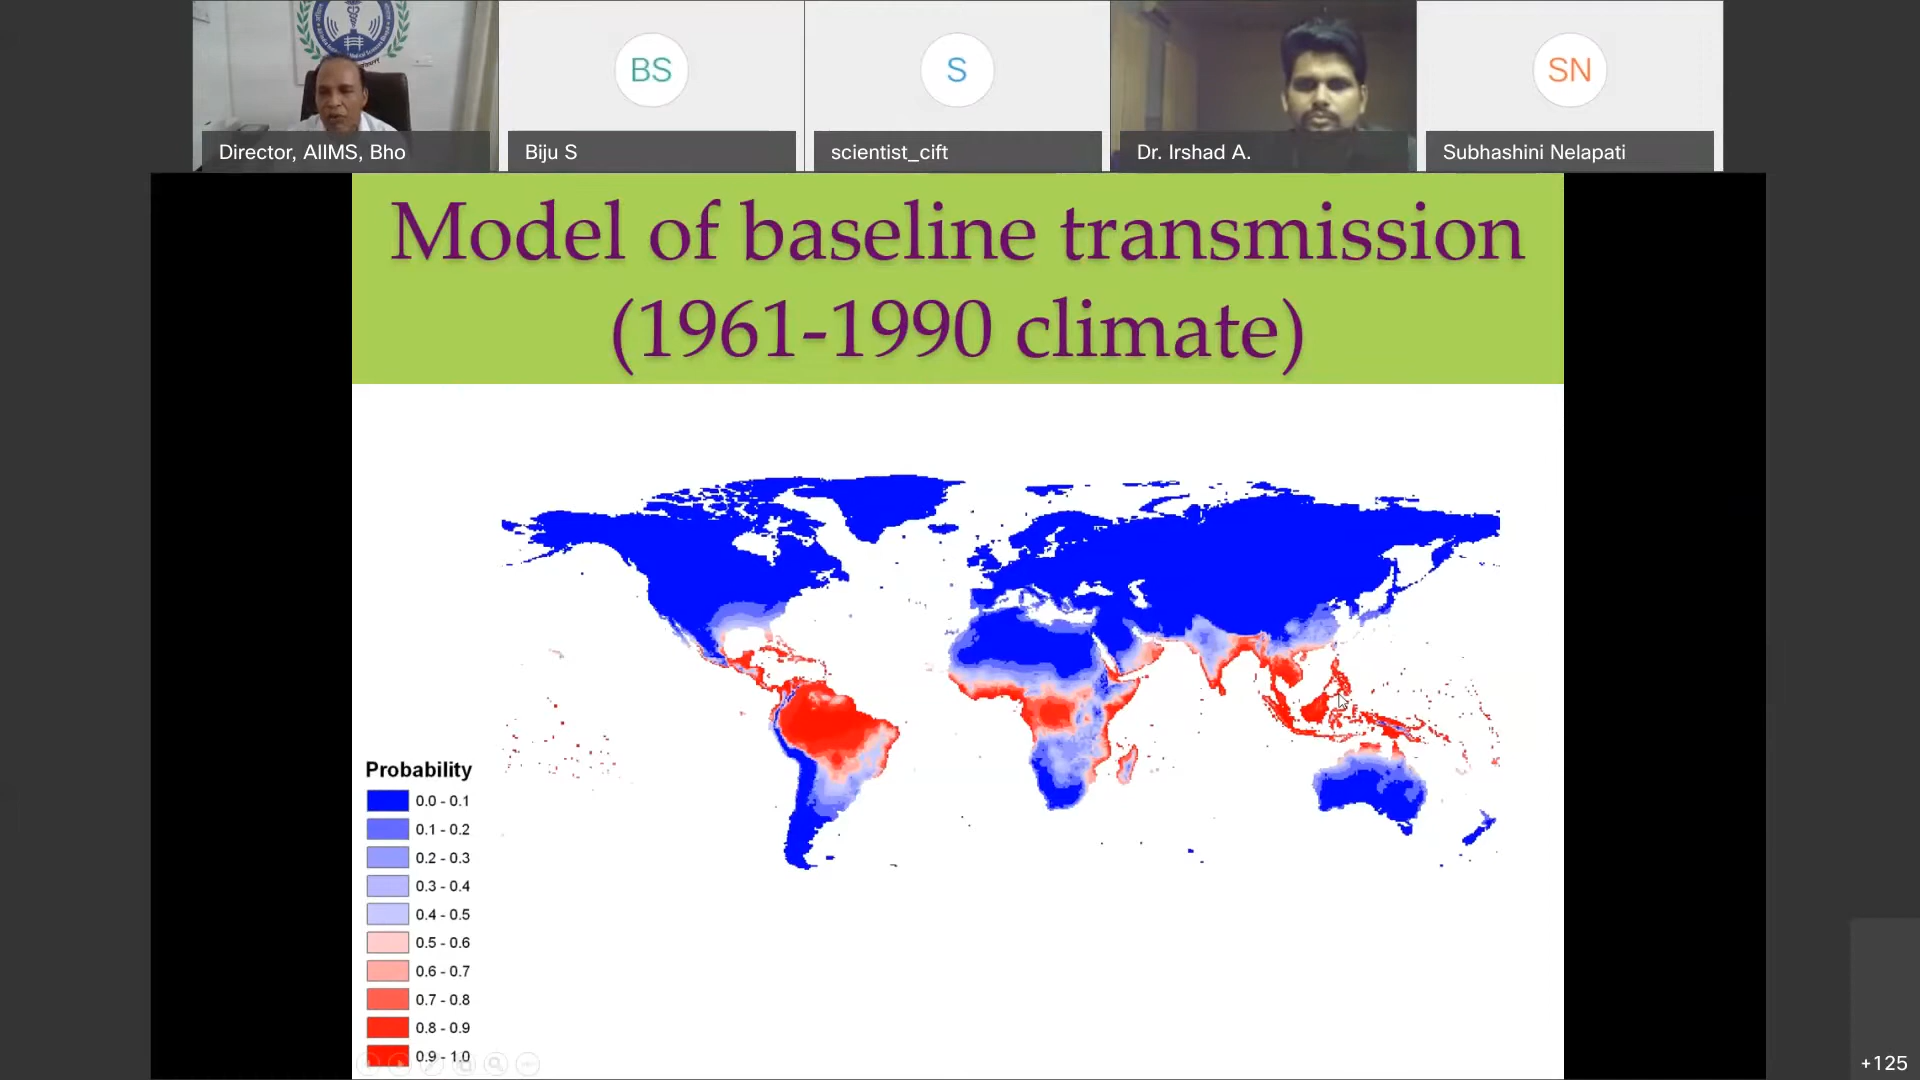 BS
S
SN
Director, AIIMS, Bho
Biju S
scientist_cift
Dr. Irshad A.
Subhashini Nelapati
Model of baseline transmission
(1961-1990 climate)
Probability
0.0 - 0.1
0.1 - 0.2
0.2 - 0.3
0.3 - 0.4
0.4 - 0.5
0.5 - 0.6
0.6 - 0.7
0.7 - 0.8
0.8 - 0.9
0.9 - 1.0
+125